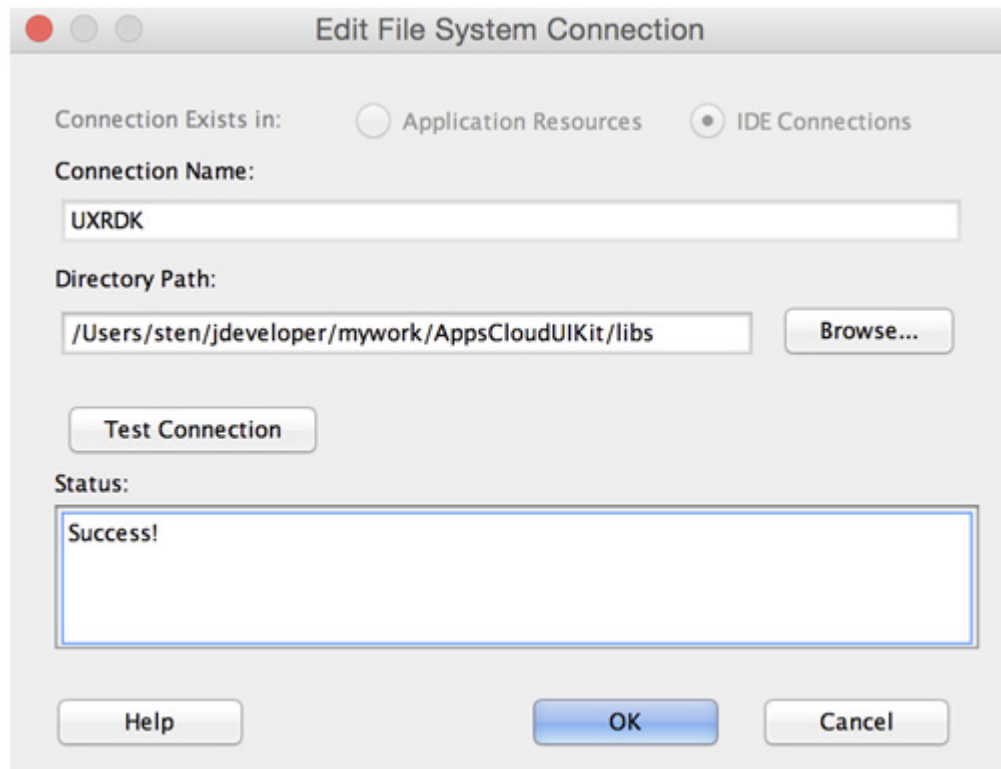 Edit File System Connection
Connection Exists in: Application Resources IDE Connections
Connection Name:
UXRDK
Directory Path:
/Users/sten/jdeveloper/mywork/AppsCloudUIKit/libs Browse...
Test Connection
Status:
Success!
Help OK Cancel